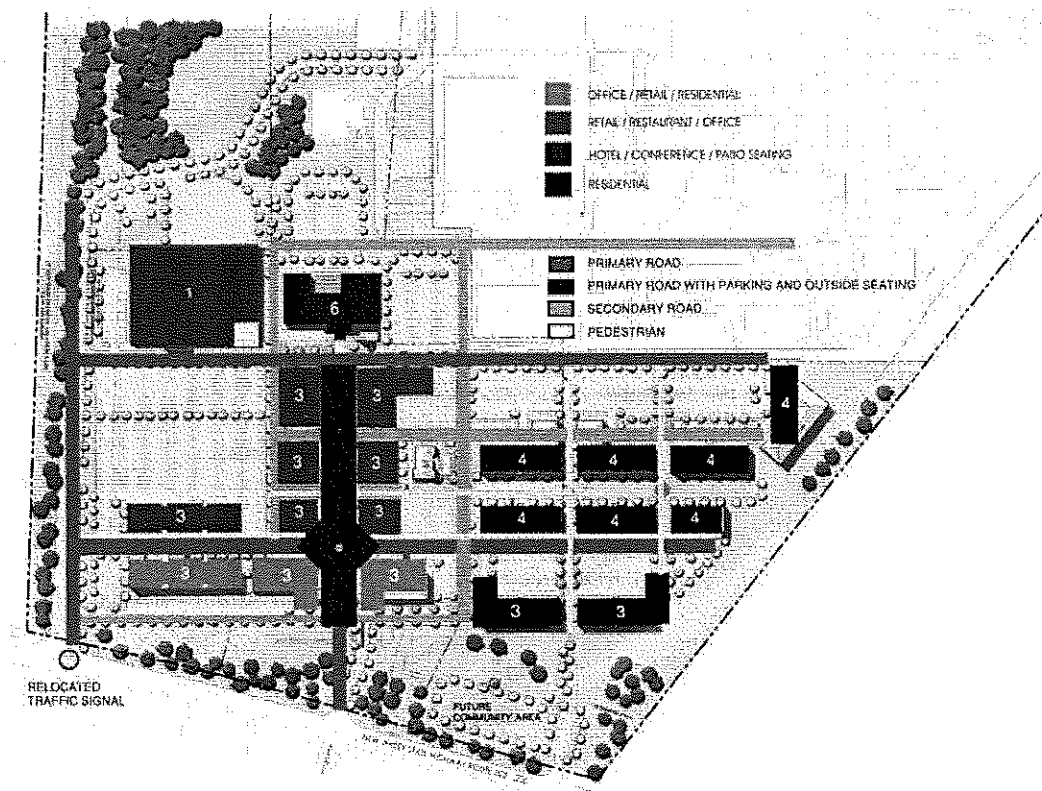 OFFICE / RETAIL / RESIDENTIAL
RETAIL / RESTAURANT / OFFICE
HOTEL / CONFERENCE / PATIO SEATING
RESIDENTIAL
PRIMARY ROAD
PRIMARY ROAD WITH PARKING AND OUTSIDE SEATING
SECONDARY ROAD
PEDESTRIAN
1
6
3 3 4
3 3 4 4 4
3 3 3 4 4 4
3 3 3 3 3
RELOCATED
TRAFFIC SIGNAL
FUTURE
COMMUNITY AREA